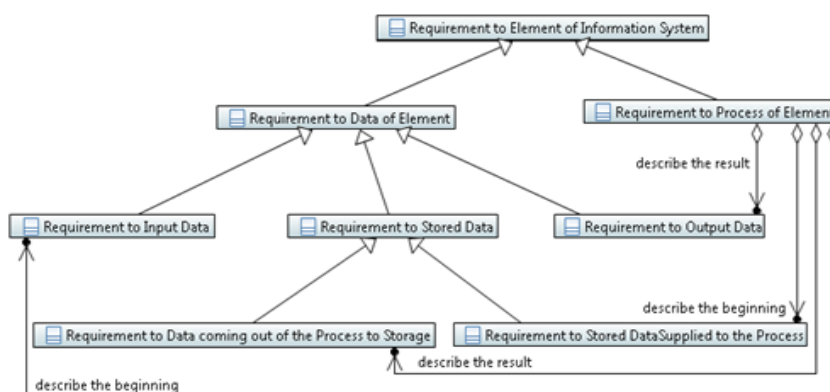 Requirement to Element of Information System
Requirement to Data of Element
Requirement to Process of Element
describe the result
Requirement to Input Data
Requirement to Stored Data
Requirement to Output Data
describe the beginning
Requirement to Data coming out of the Process to Storage
Requirement to Stored DataSupplied to the Process
describe the result
describe the beginning